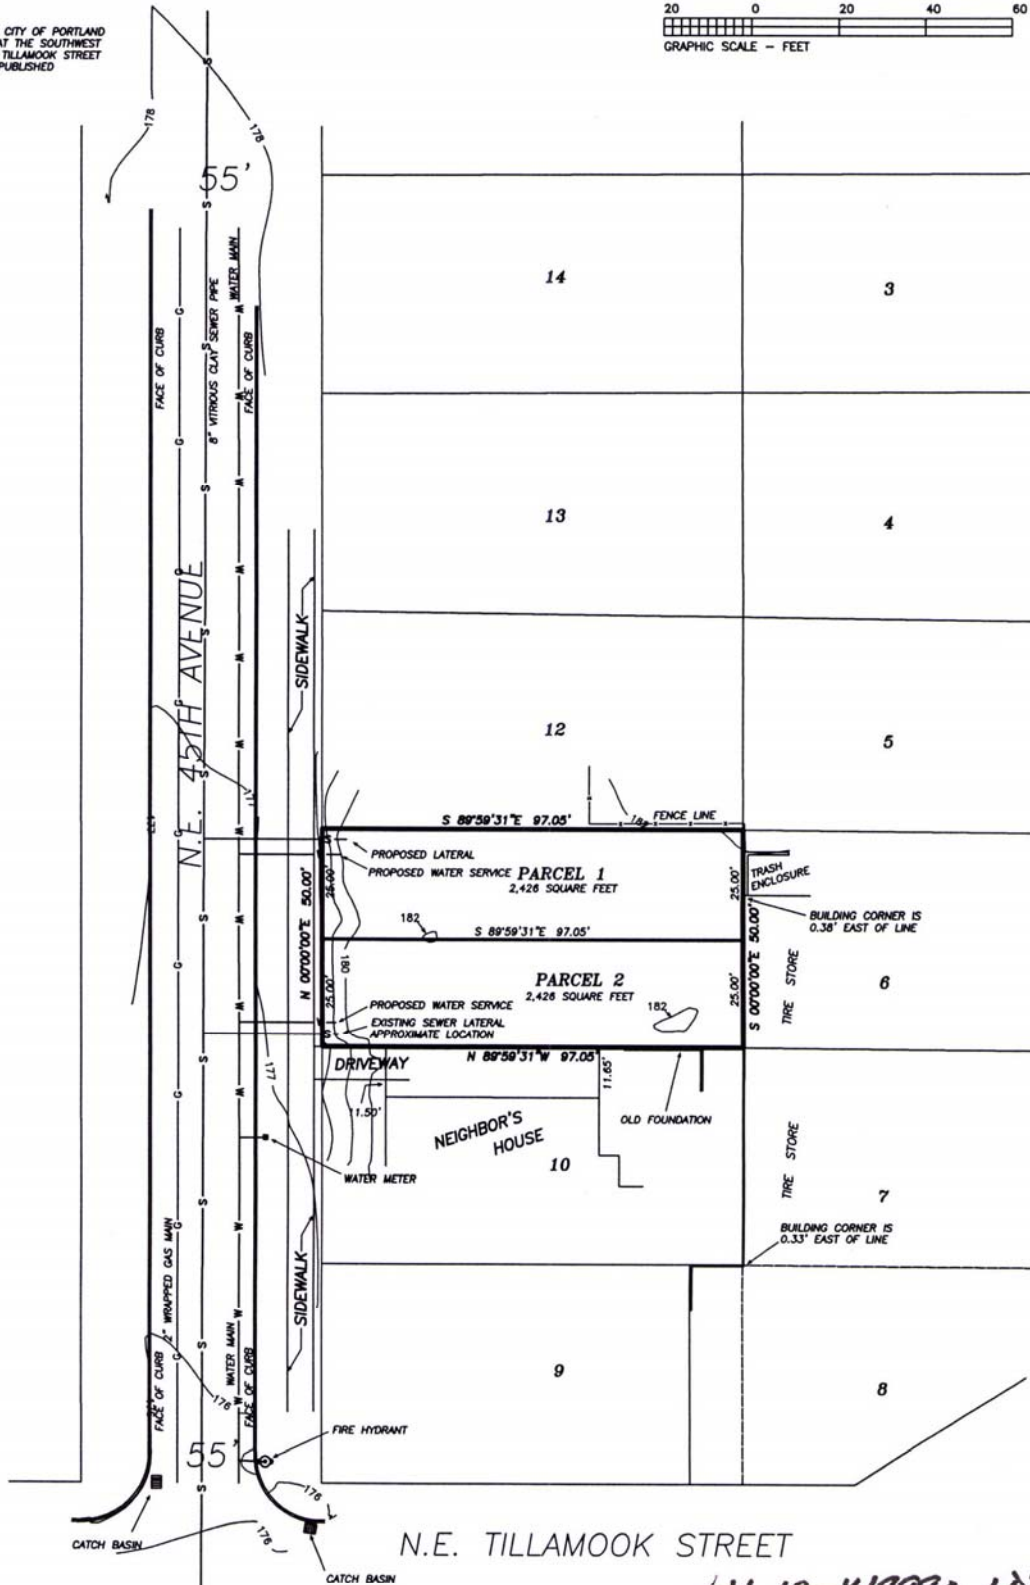 CITY OF PORTLAND
AT THE SOUTHWEST
TILLAMOOK STREET
PUBLISHED
20 0 20 40 60
GRAPHIC SCALE - FEET
178
178
55'
S
S
14
3
WATER MAIN
8" VITRIOUS CLAY SEWER PIPE
FACE OF CURB
FACE OF CURB
G
W
13
4
N.E. 45TH AVENUE
SIDEWALK
12
5
177
FENCE LINE
S 89°59'31"E 97.05'
PROPOSED LATERAL
PROPOSED WATER SERVICE
PARCEL 1
2,426 SQUARE FEET
25.00'
25.00'
TRASH
ENCLOSURE
N 00°00'00"E 50.00'
S 00°00'00"E 50.00'
BUILDING CORNER IS
0.38' EAST OF LINE
182
S 89°59'31"E 97.05'
180
PARCEL 2
2,426 SQUARE FEET
25.00'
25.00'
182
TIRE STORE
6
PROPOSED WATER SERVICE
EXISTING SEWER LATERAL
APPROXIMATE LOCATION
N 89°59'31"W 97.05'
DRIVEWAY
177
11.50'
11.65'
OLD FOUNDATION
NEIGHBOR'S
HOUSE
10
TIRE STORE
7
WATER METER
BUILDING CORNER IS
0.33' EAST OF LINE
2" WRAPPED GAS MAIN
SIDEWALK
WATER MAIN
FACE OF CURB
FACE OF CURB
176
9
8
55'
FIRE HYDRANT
176
176
CATCH BASIN
CATCH BASIN
N.E. TILLAMOOK STREET